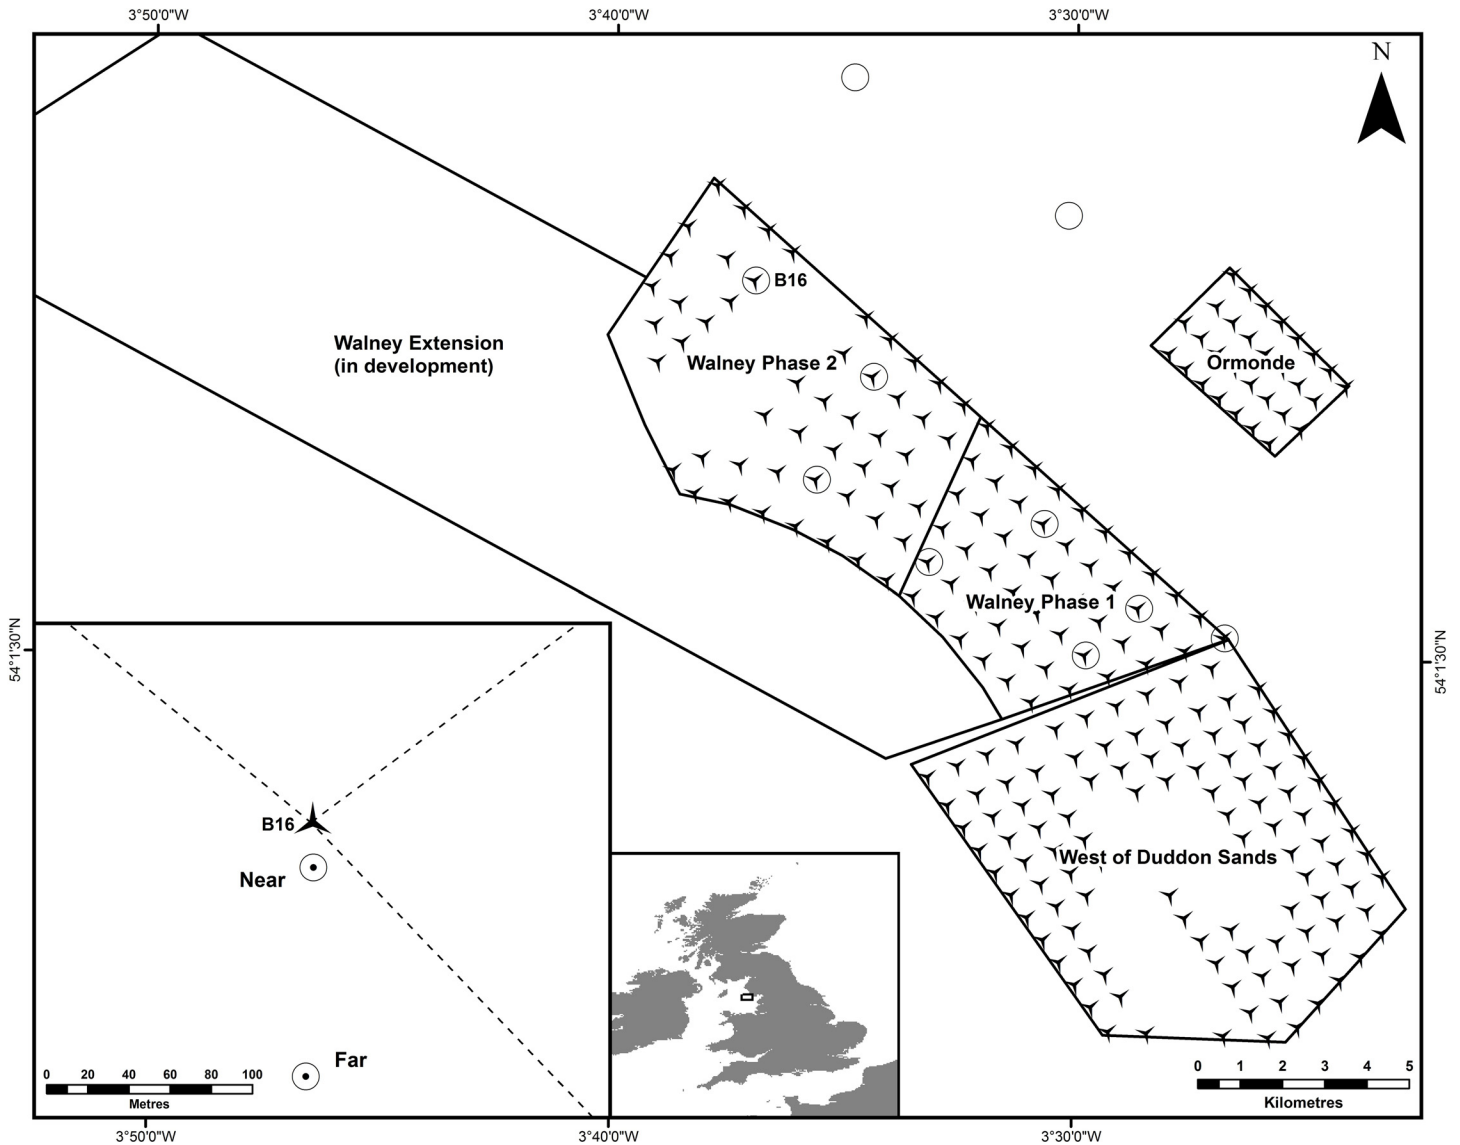 3°50'0"W
3°40'0"W
3°30'0"W
N
B16
Walney Extension
(in development)
Walney Phase 2
Ormonde
Walney Phase 1
54°1'30"N
54°1'30"N
B16
Near
West of Duddon Sands
Far
0 20 40 60 80 100
Metres
0 1 2 3 4 5
Kilometres
3°50'0"W
3°40'0"W
3°30'0"W